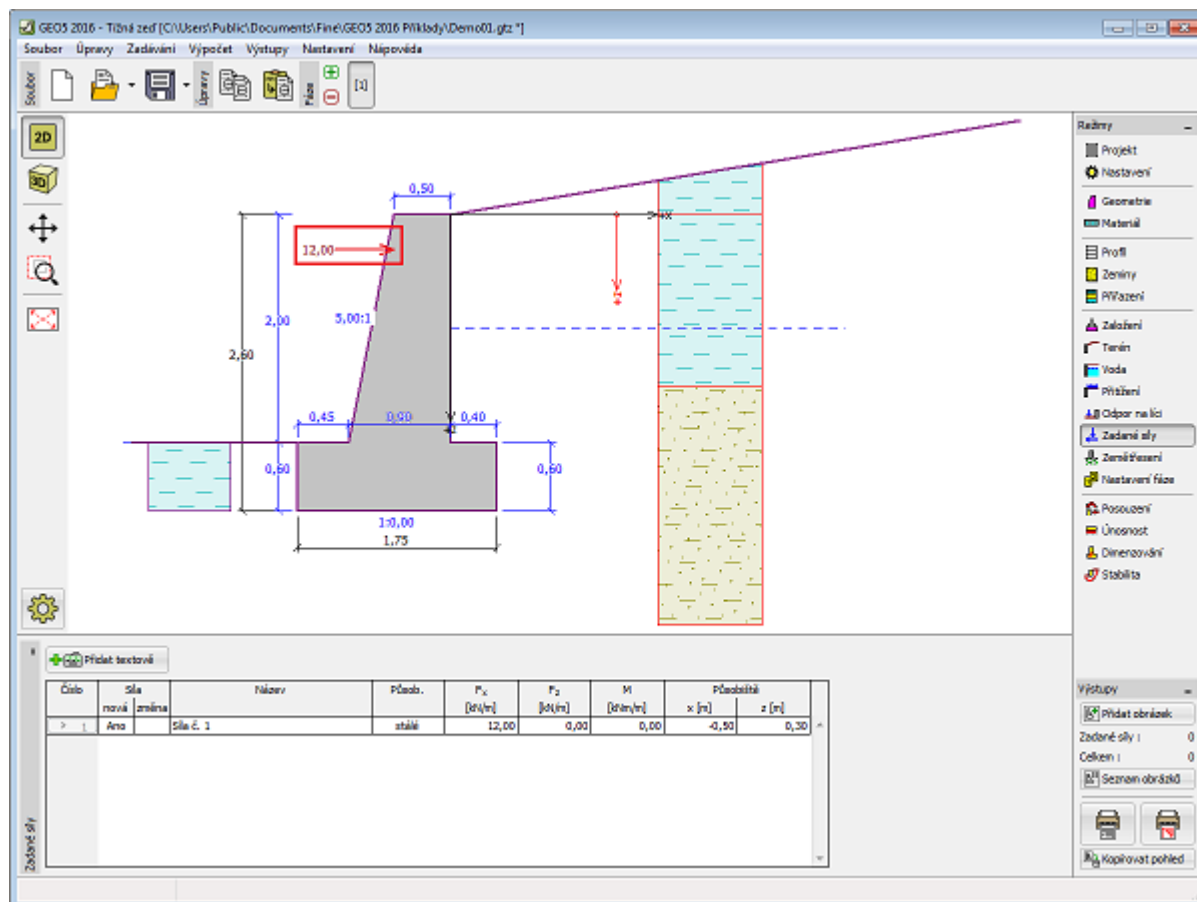 GEO5 2016 - Tížná zeď [C:\Users\Public\Documents\Fine\GEO5 2016 Příklady\Demo01.gtz *]
Soubor Úpravy Zadávání Výpočet Výstupy Nastavení Nápověda
Soubor
Úpravy
Fáze
[1]
2D
3D
0,50
+x
12,00
+z
5,00:1
2,00
2,60
0,45 0,90 0,40
0,60
0,60
1:0,00
1,75
Režimy
Projekt
Nastavení
Geometrie
Materiál
Profil
Zeminy
Přiřazení
Založení
Terén
Voda
Přitížení
Odpor na líci
Zadané síly
Zemětřesení
Nastavení fáze
Posouzení
Únosnost
Dimenzování
Stabilita
Přidat textově
Číslo Síla Název Působ. Fx Fz M Působiště
nová změna [kN/m] [kN/m] [kNm/m] x [m] z [m]
> 1 Ano Síla č. 1 stálé 12,00 0,00 0,00 -0,50 0,30
Zadané síly
Výstupy
Přidat obrázek
Zadané síly : 0
Celkem : 0
Seznam obrázků
Kopírovat pohled